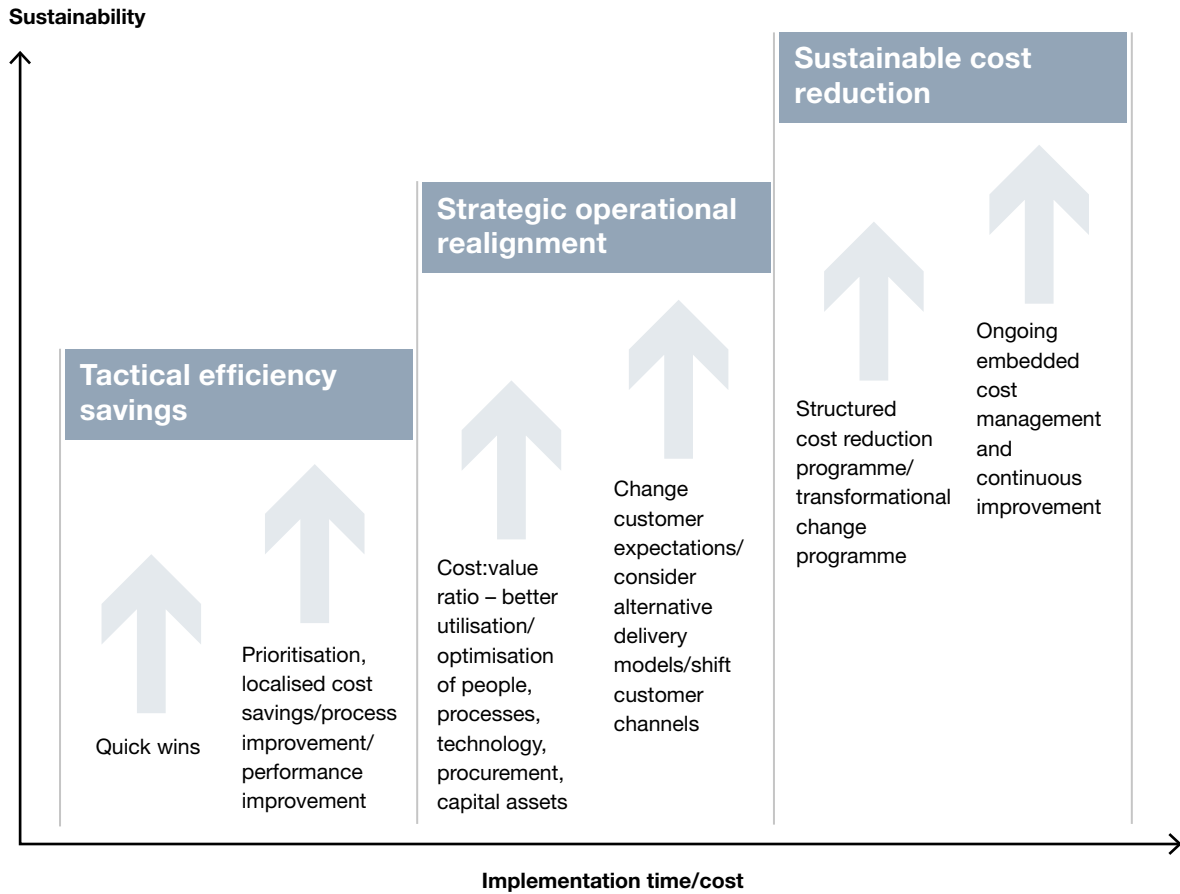 Sustainability
Sustainable cost
reduction
Strategic operational
realignment
Tactical efficiency
savings
Quick wins
Prioritisation,
localised cost
savings/process
improvement/
performance
improvement
Cost:value
ratio – better
utilisation/
optimisation
of people,
processes,
technology,
procurement,
capital assets
Change
customer
expectations/
consider
alternative
delivery
models/shift
customer
channels
Structured
cost reduction
programme/
transformational
change
programme
Ongoing
embedded
cost
management
and
continuous
improvement
Implementation time/cost